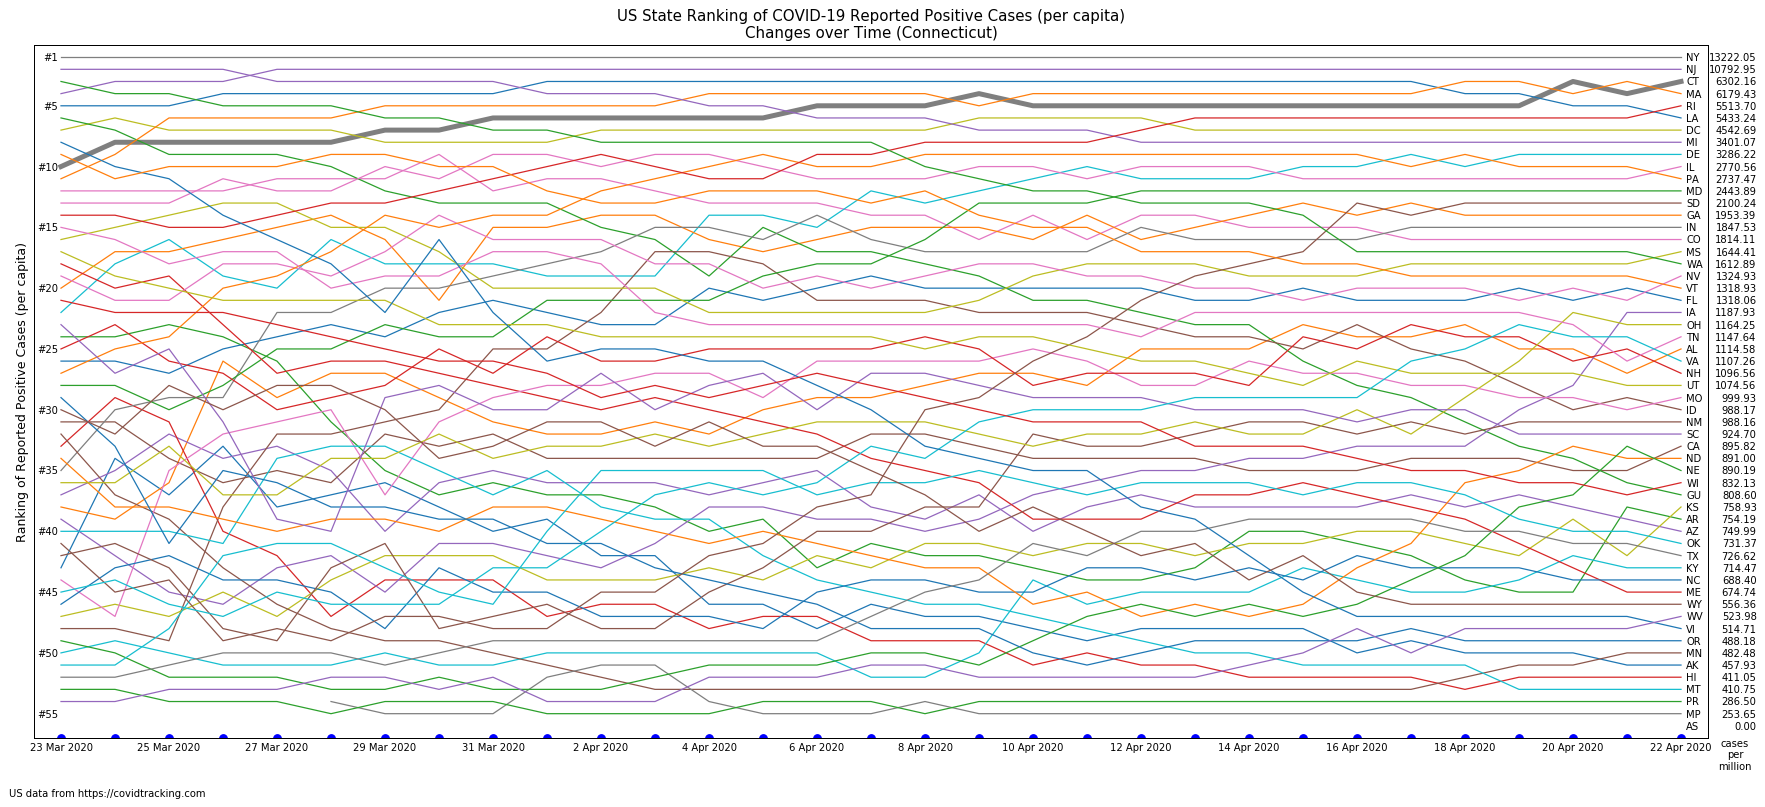 US State Ranking of COVID-19 Reported Positive Cases (per capita)
Changes over Time (Connecticut)
Ranking of Reported Positive Cases (per capita)
#1
#5
#10
#15
#20
#25
#30
#35
#40
#45
#50
#55
NY 13222.05
NJ 10792.95
CT 6302.16
MA 6179.43
RI 5513.70
LA 5433.24
DC 4542.69
MI 3401.07
DE 3286.22
IL 2770.56
PA 2737.47
MD 2443.89
SD 2100.24
GA 1953.39
IN 1847.53
CO 1814.11
MS 1644.41
WA 1612.89
NV 1324.93
VT 1318.93
FL 1318.06
IA 1187.93
OH 1164.25
TN 1147.64
AL 1114.58
VA 1107.26
NH 1096.56
UT 1074.56
MO 999.93
ID 988.17
NM 988.16
SC 924.70
CA 895.82
ND 891.00
NE 890.19
WI 832.13
GU 808.60
KS 758.93
AR 754.19
AZ 749.99
OK 731.37
TX 726.62
KY 714.47
NC 688.40
ME 674.74
WY 556.36
WV 523.98
VI 514.71
OR 488.18
MN 482.48
AK 457.93
HI 411.05
MT 410.75
PR 286.50
MP 253.65
AS 0.00
23 Mar 2020 25 Mar 2020 27 Mar 2020 29 Mar 2020 31 Mar 2020 2 Apr 2020 4 Apr 2020 6 Apr 2020 8 Apr 2020 10 Apr 2020 12 Apr 2020 14 Apr 2020 16 Apr 2020 18 Apr 2020 20 Apr 2020 22 Apr 2020
cases
per
million
US data from https://covidtracking.com